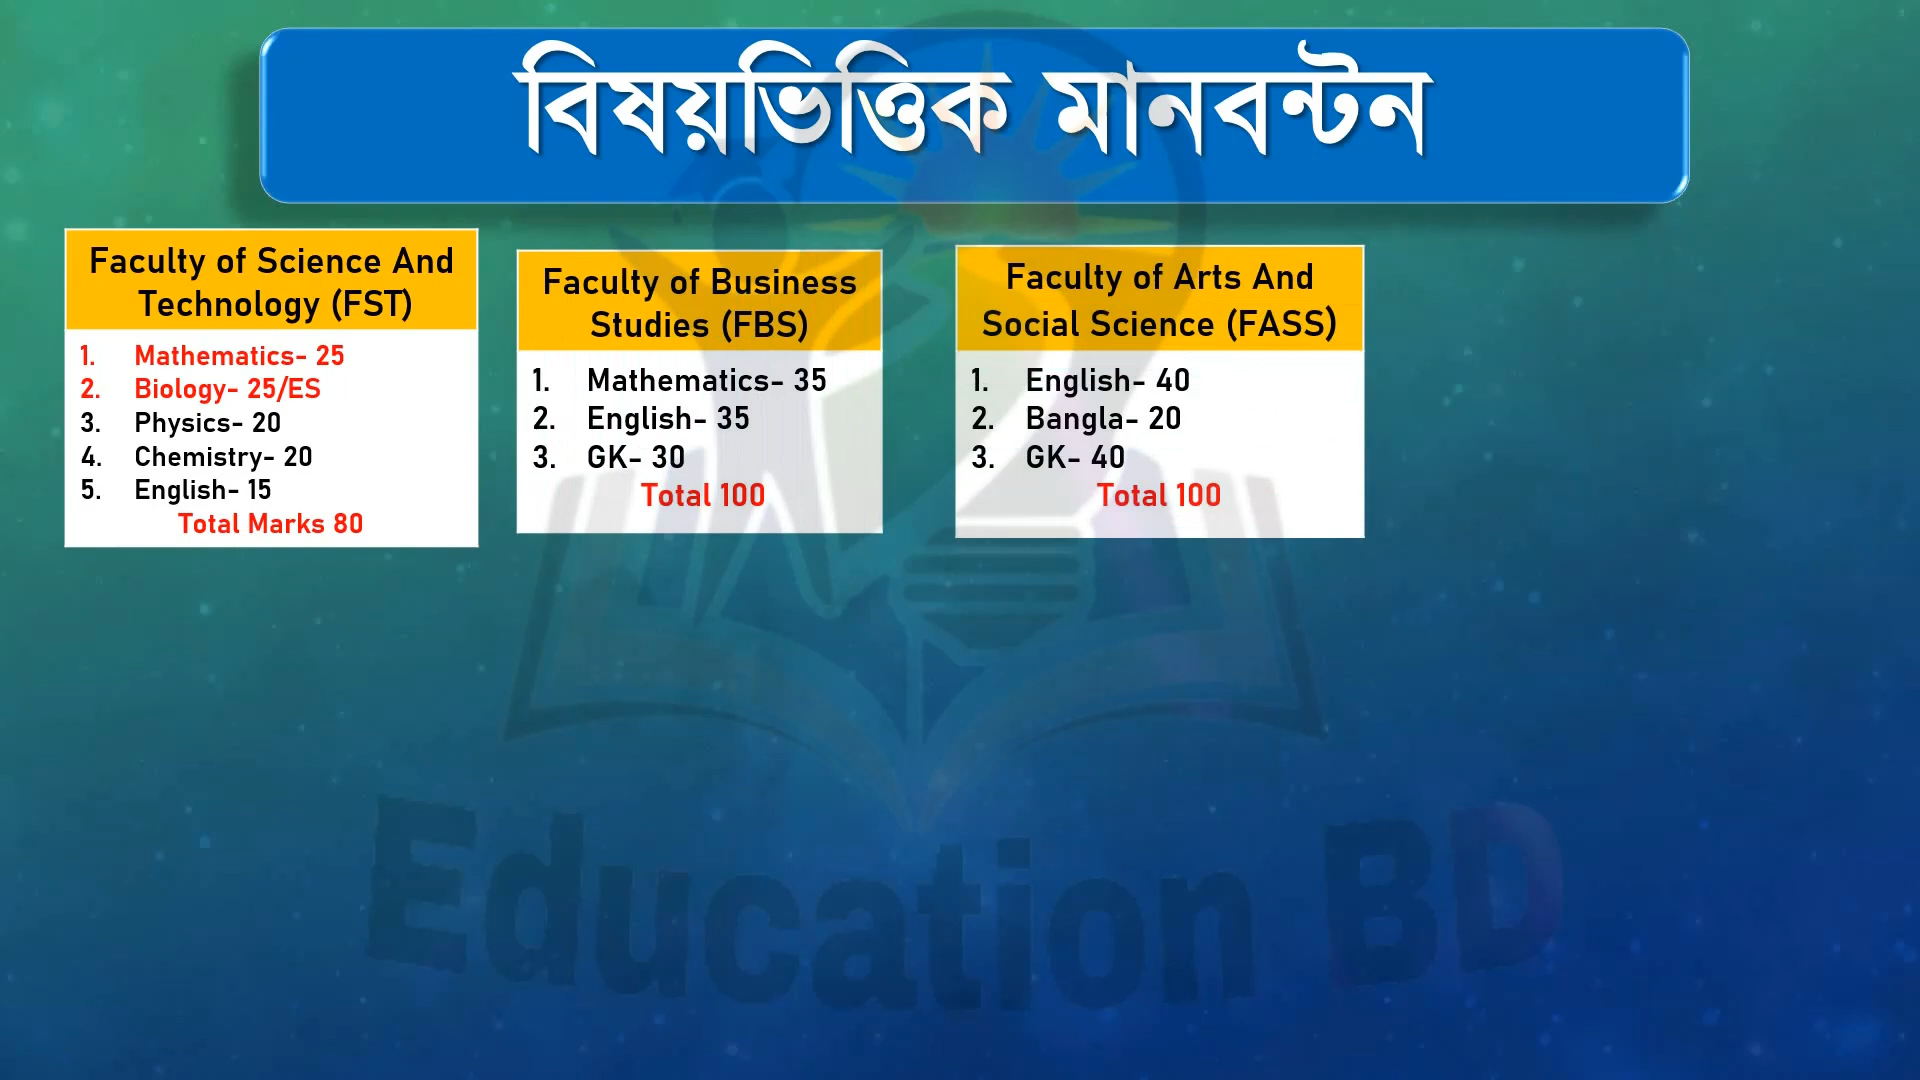 বিষয়ভিত্তিক মানবন্টন
Faculty of Science And
Technology (FST)
1. Mathematics- 25
2. Biology- 25/ES
3. Physics- 20
4. Chemistry- 20
5. English- 15
Total Marks 80
Faculty of Business
Studies (FBS)
1. Mathematics- 35
2. English- 35
3. GK- 30
Total 100
Faculty of Arts And
Social Science (FASS)
1. English- 40
2. Bangla- 20
3. GK- 40
Total 100
Education BD